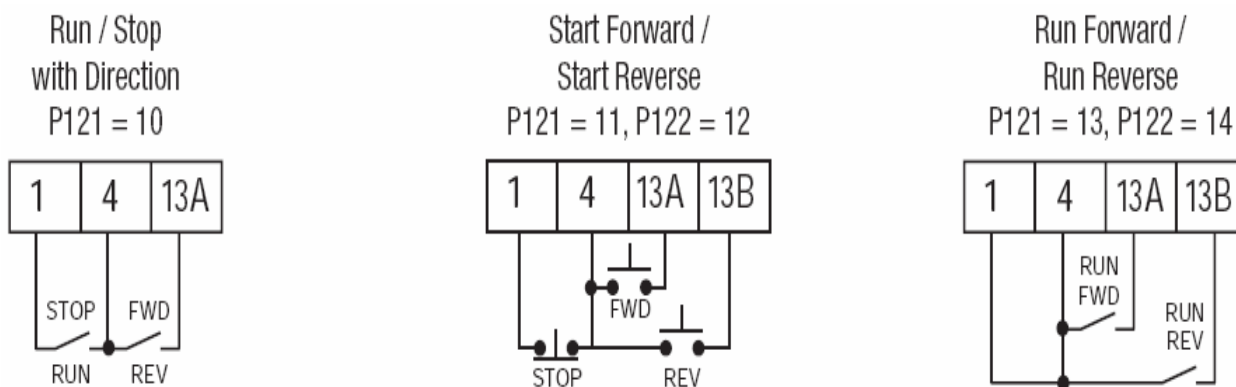 Run / Stop
with Direction
P121 = 10
1 4 13A
STOP FWD
RUN REV
Start Forward /
Start Reverse
P121 = 11, P122 = 12
1 4 13A 13B
FWD
STOP REV
Run Forward /
Run Reverse
P121 = 13, P122 = 14
1 4 13A 13B
RUN
FWD
RUN
REV